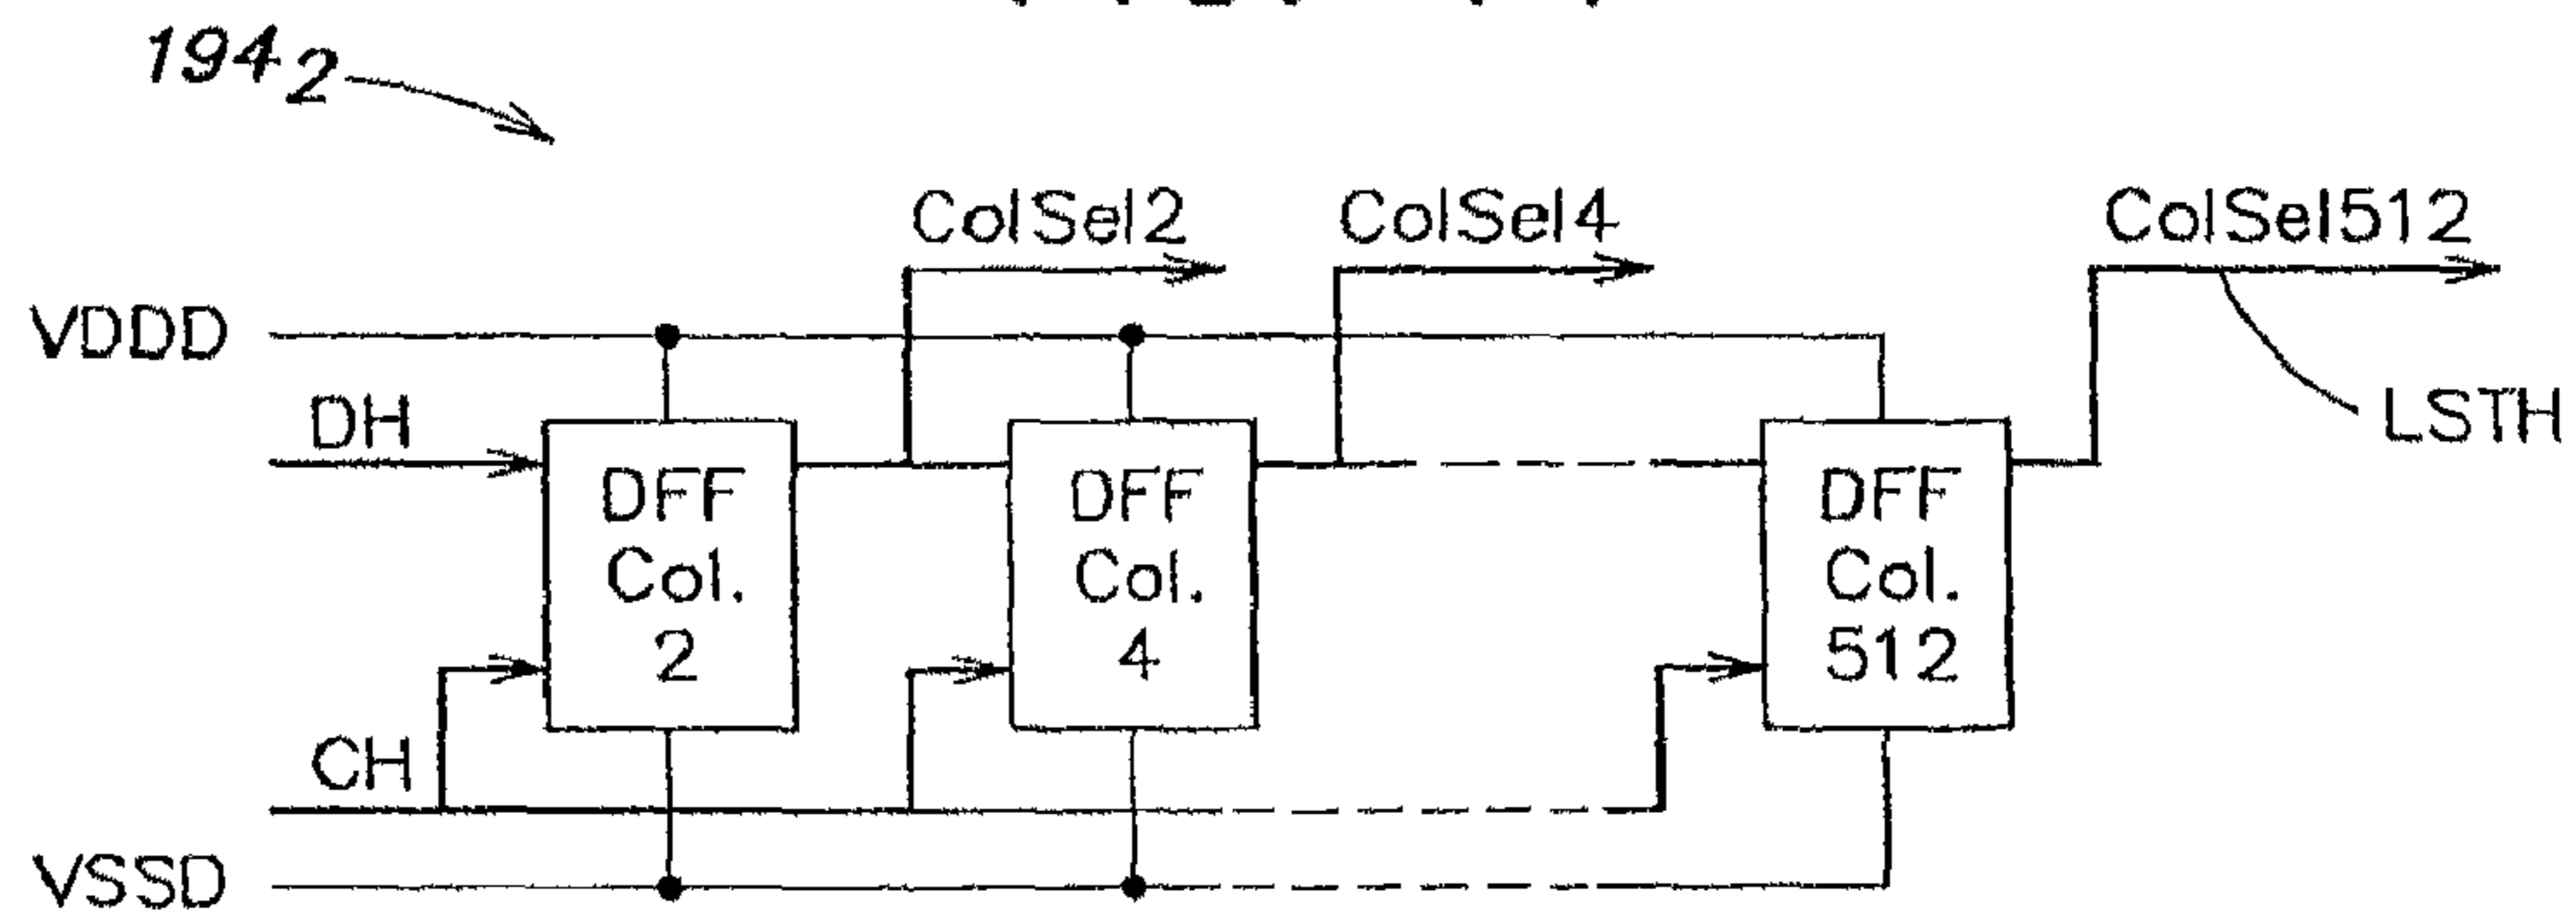 194₂
ColSel2
ColSel4
ColSel512
VDDD
DH
LSTH
DFF
Col.
2
DFF
Col.
4
DFF
Col.
512
CH
VSSD